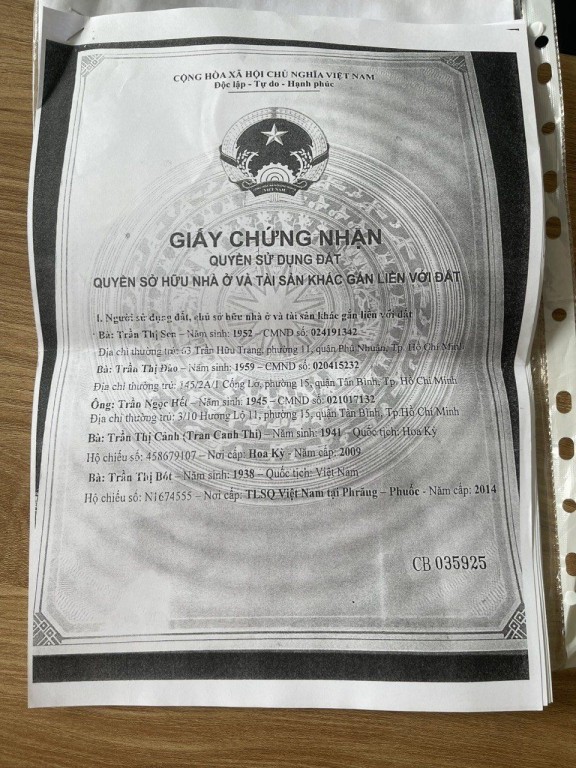 CỘNG HÒA XÃ HỘI CHỦ NGHĨA VIỆT NAM
Độc lập - Tự do - Hạnh phúc
VIỆT NAM
GIẤY CHỨNG NHẬN
QUYỀN SỬ DỤNG ĐẤT
QUYỀN SỞ HỮU NHÀ Ở VÀ TÀI SẢN KHÁC GẮN LIỀN VỚI ĐẤT
I. Người sử dụng đất, chủ sở hữu nhà ở và tài sản khác gắn liền với đất
Bà: Trần Thị Sen – Năm sinh: 1952 – CMND số: 024191342
Địa chỉ thường trú: 63 Trần Hữu Trang, phường 11, quận Phú Nhuận, Tp. Hồ Chí Minh
Bà: Trần Thị Đào – Năm sinh: 1959 – CMND số: 020415232
Địa chỉ thường trú: 145/2A/1 Cống Lở, phường 15, quận Tân Bình, Tp. Hồ Chí Minh
Ông: Trần Ngọc Hết – Năm sinh: 1945 – CMND số: 021017132
Địa chỉ thường trú: 3/10 Hương Lộ 11, phường 15, quận Tân Bình, Tp.Hồ Chí Minh
Bà: Trần Thị Cảnh (Tran Canh Thi) – Năm sinh: 1941 – Quốc tịch: Hoa Kỳ
Hộ chiếu số: 458679107 – Nơi cấp: Hoa Kỳ - Năm cấp: 2009
Bà: Trần Thị Bót – Năm sinh: 1938 – Quốc tịch: Việt Nam
Hộ chiếu số: N1674555 – Nơi cấp: TLSQ Việt Nam tại Phrăng – Phuốc - Năm cấp: 2014
CB 035925